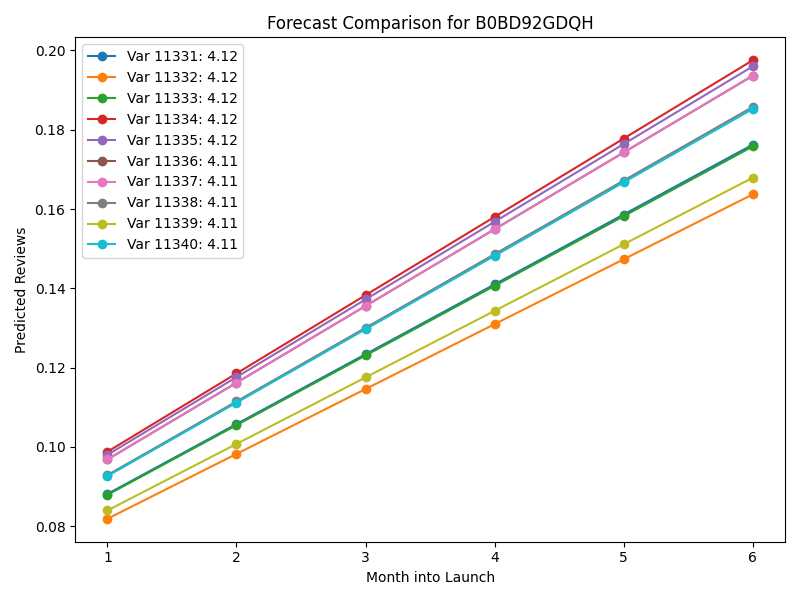 Forecast Comparison for B0BD92GDQH
Predicted Reviews
0.20
0.18
0.16
0.14
0.12
0.10
0.08
Var 11331: 4.12
Var 11332: 4.12
Var 11333: 4.12
Var 11334: 4.12
Var 11335: 4.12
Var 11336: 4.11
Var 11337: 4.11
Var 11338: 4.11
Var 11339: 4.11
Var 11340: 4.11
1 2 3 4 5 6
Month into Launch